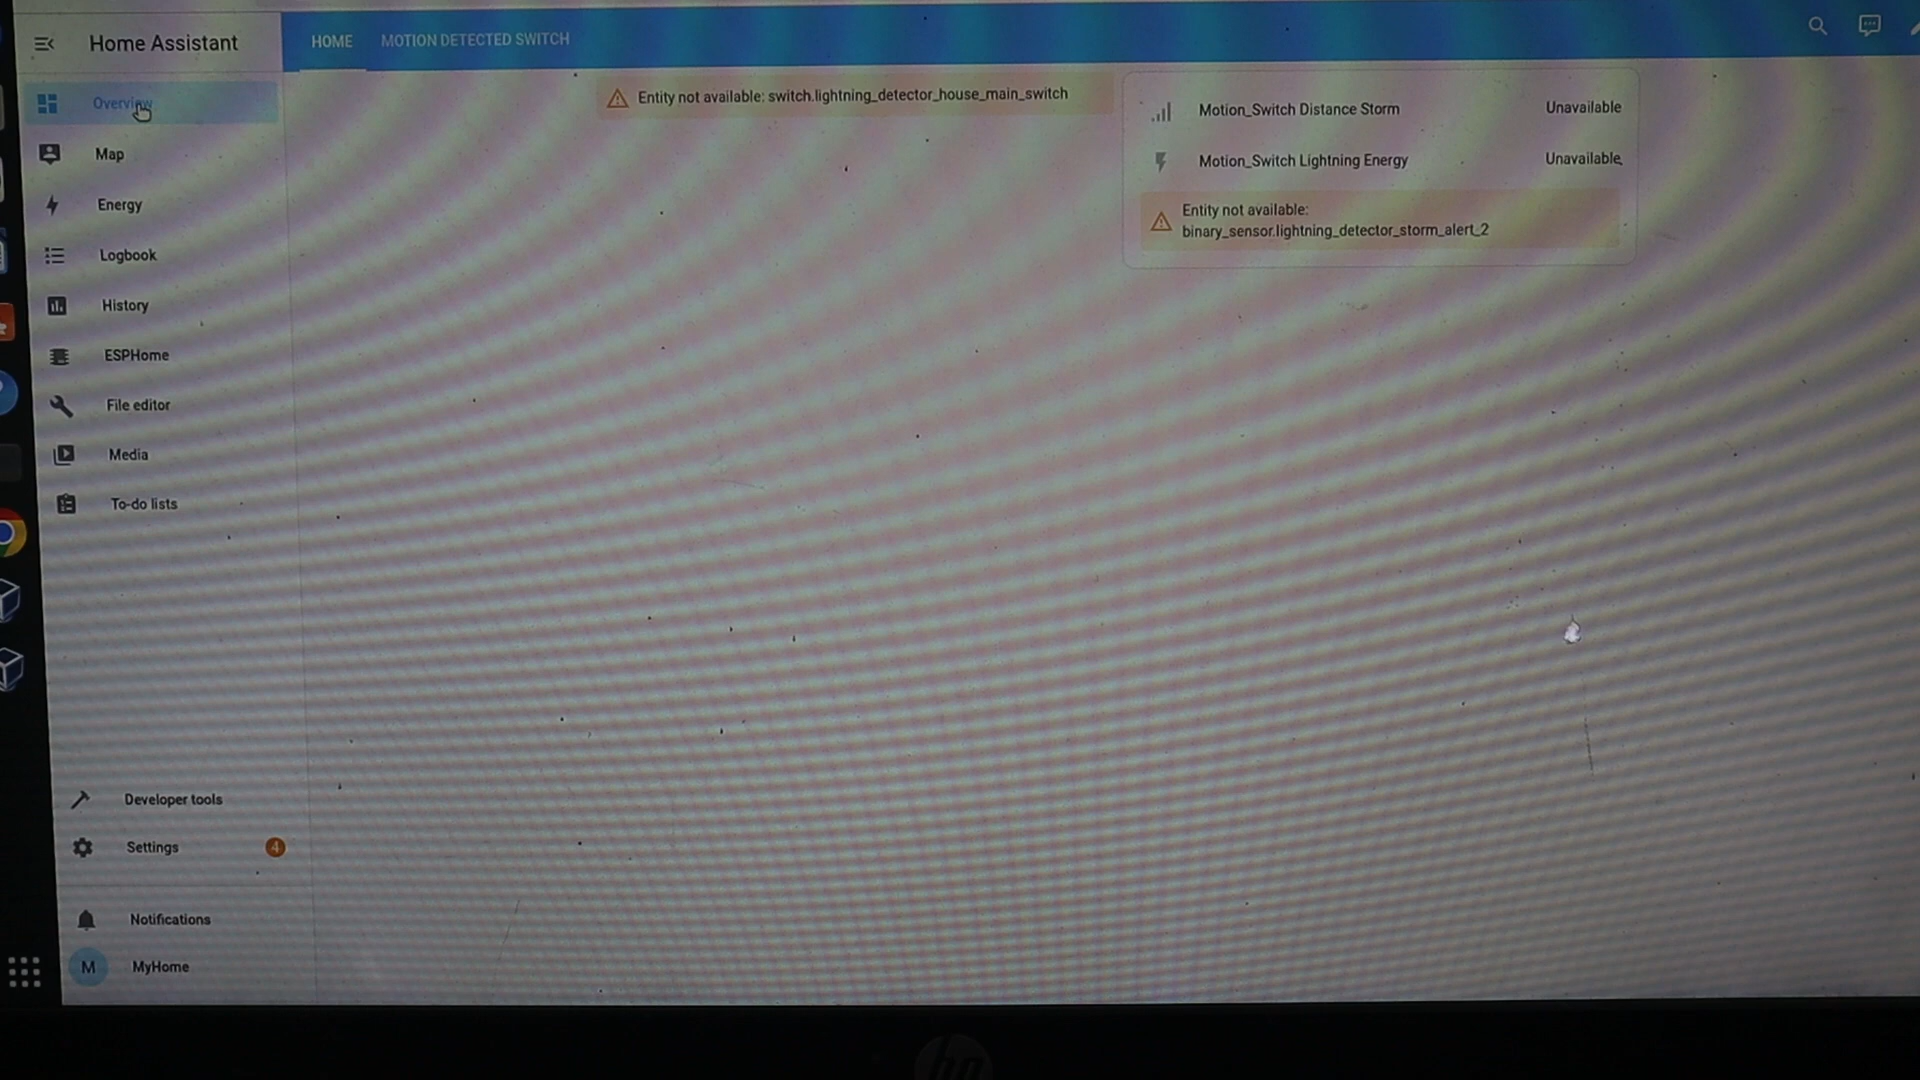 Home Assistant
HOME
MOTION DETECTED SWITCH
Overview
Map
Energy
Logbook
History
ESPHome
File editor
Media
To-do lists
Developer tools
Settings
4
Notifications
M
MyHome
Entity not available: switch.lightning_detector_house_main_switch
Motion_Switch Distance Storm
Unavailable
Motion_Switch Lightning Energy
Unavailable
Entity not available:
binary_sensor.lightning_detector_storm_alert_2
hp